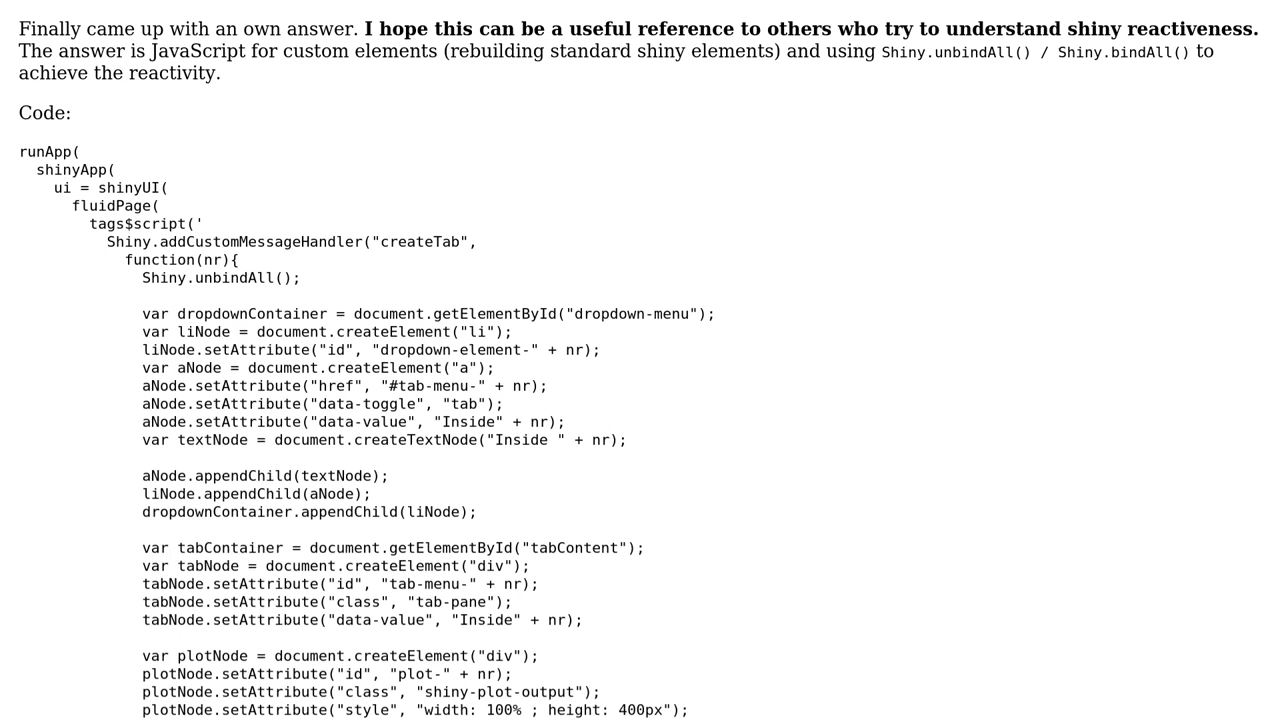 Finally came up with an own answer. I hope this can be a useful reference to others who try to understand shiny reactiveness.
The answer is JavaScript for custom elements (rebuilding standard shiny elements) and using Shiny.unbindAll() / Shiny.bindAll() to
achieve the reactivity.
Code:
runApp(
  shinyApp(
    ui = shinyUI(
      fluidPage(
        tags$script('
          Shiny.addCustomMessageHandler("createTab",
            function(nr){
              Shiny.unbindAll();

              var dropdownContainer = document.getElementById("dropdown-menu");
              var liNode = document.createElement("li");
              liNode.setAttribute("id", "dropdown-element-" + nr);
              var aNode = document.createElement("a");
              aNode.setAttribute("href", "#tab-menu-" + nr);
              aNode.setAttribute("data-toggle", "tab");
              aNode.setAttribute("data-value", "Inside" + nr);
              var textNode = document.createTextNode("Inside " + nr);

              aNode.appendChild(textNode);
              liNode.appendChild(aNode);
              dropdownContainer.appendChild(liNode);

              var tabContainer = document.getElementById("tabContent");
              var tabNode = document.createElement("div");
              tabNode.setAttribute("id", "tab-menu-" + nr);
              tabNode.setAttribute("class", "tab-pane");
              tabNode.setAttribute("data-value", "Inside" + nr);

              var plotNode = document.createElement("div");
              plotNode.setAttribute("id", "plot-" + nr);
              plotNode.setAttribute("class", "shiny-plot-output");
              plotNode.setAttribute("style", "width: 100% ; height: 400px");